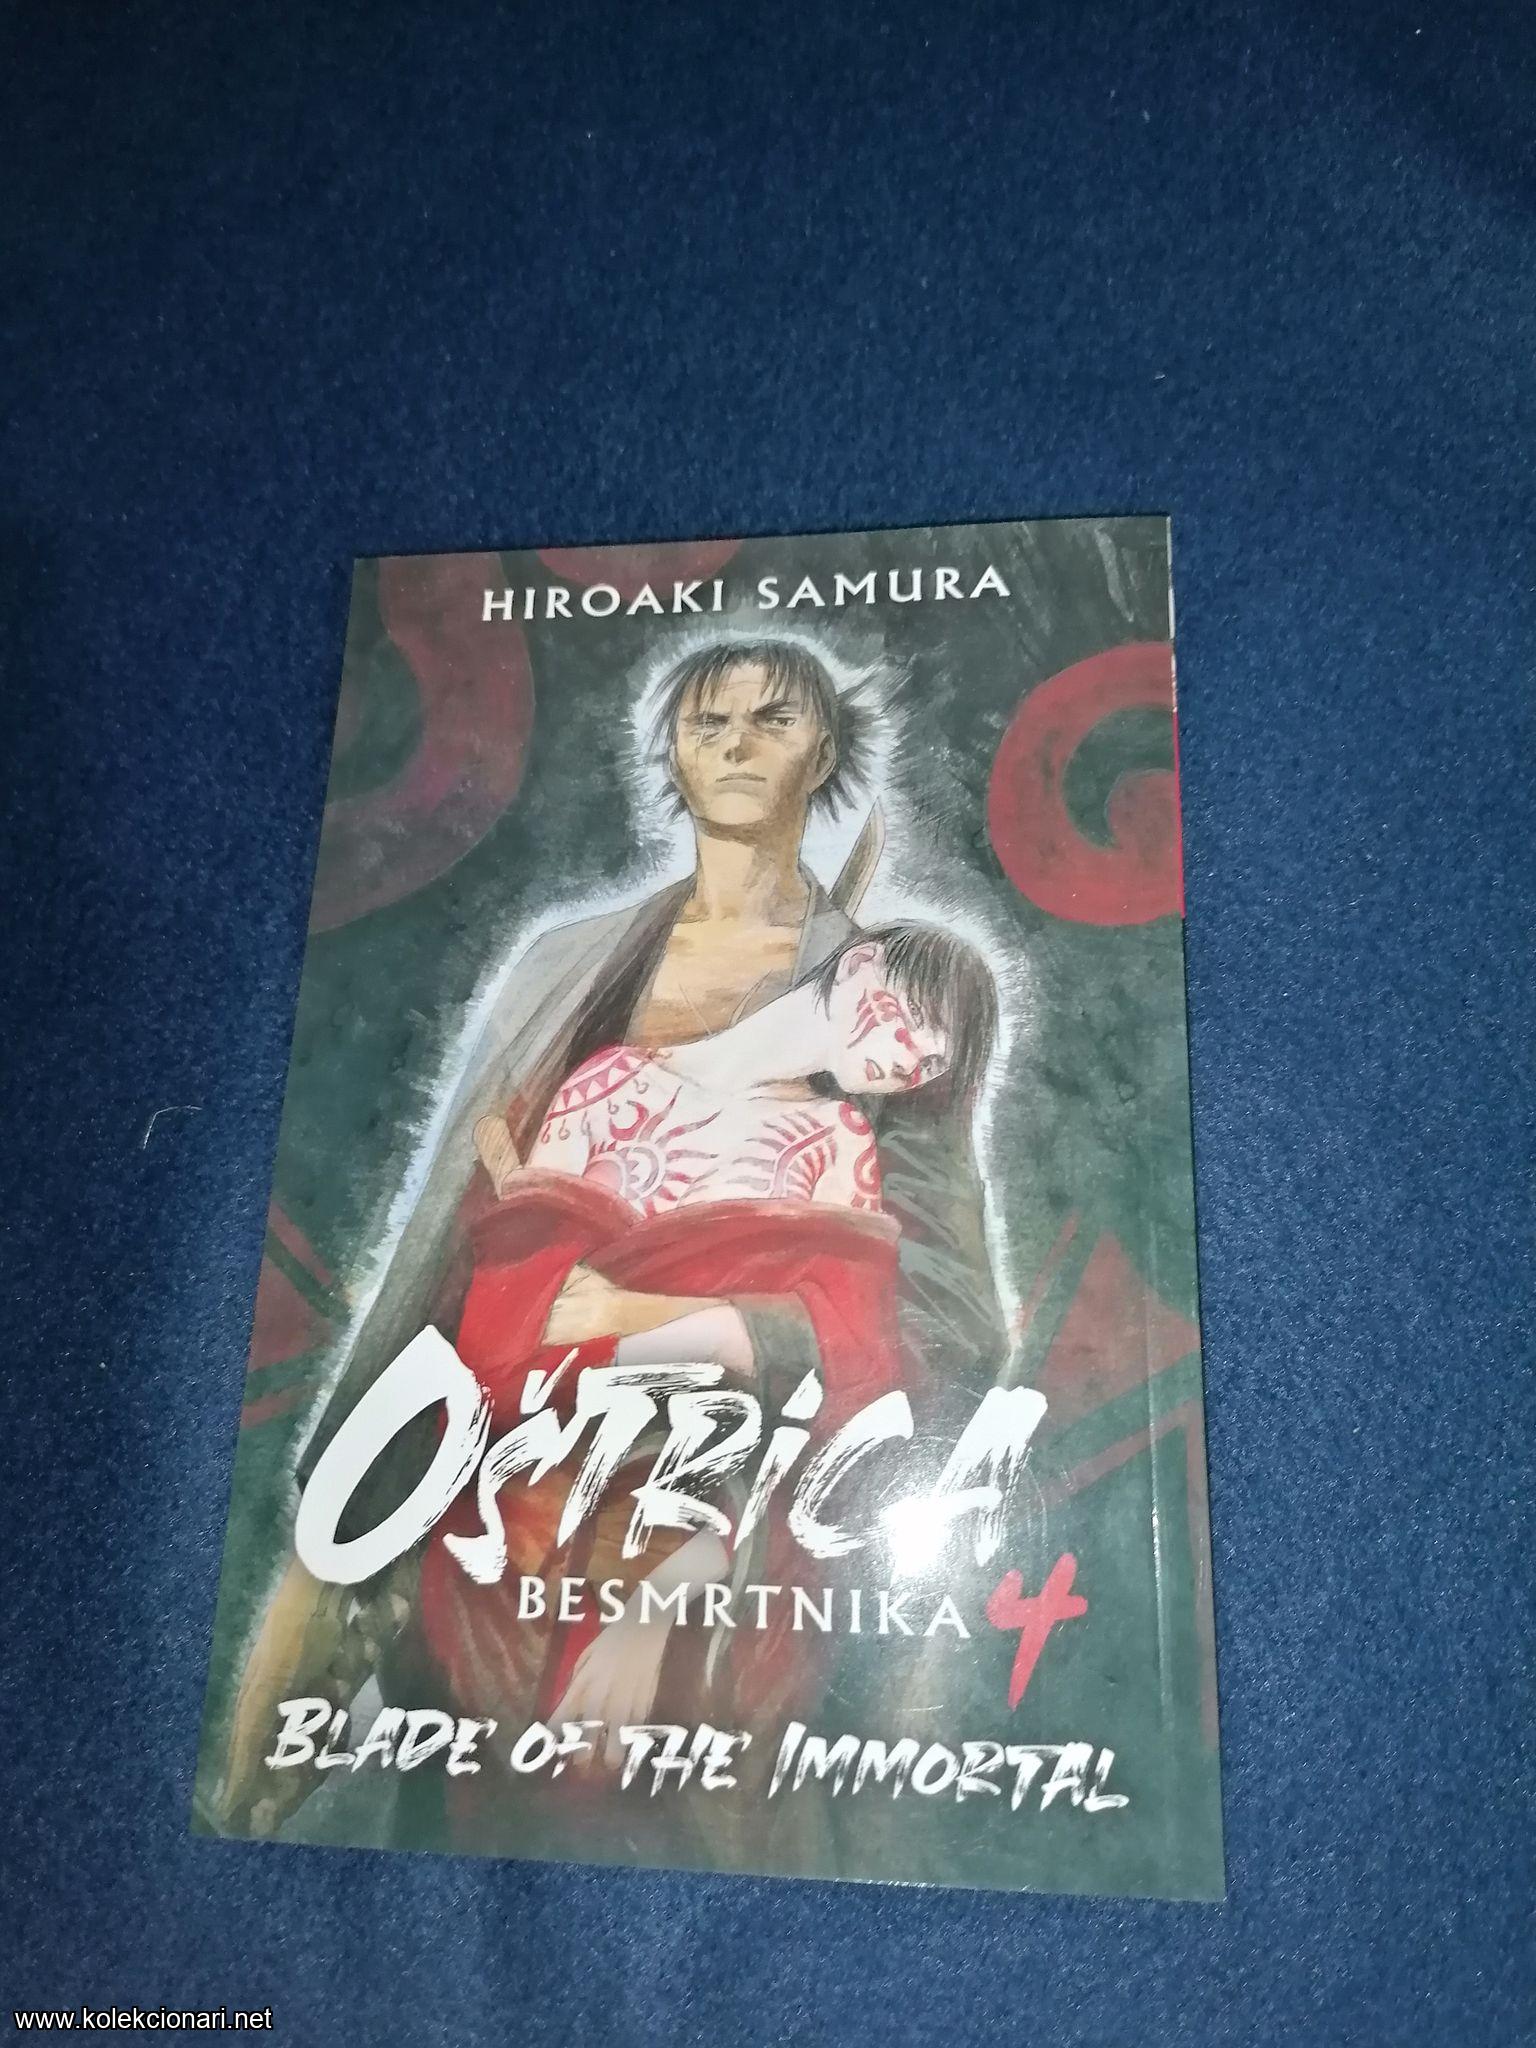 HIROAKI SAMURA
OŠTRICA
BESMRTNIKA 4
BLADE OF THE IMMORTAL
www.kolekcionari.net